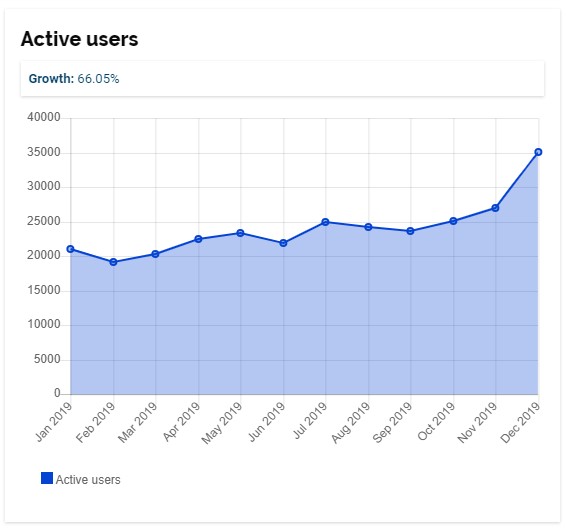 Active users
Growth: 66.05%
40000
35000
30000
25000
20000
15000
10000
5000
0
Jan 2019
Feb 2019
Mar 2019
Apr 2019
May 2019
Jun 2019
Jul 2019
Aug 2019
Sep 2019
Oct 2019
Nov 2019
Dec 2019
Active users